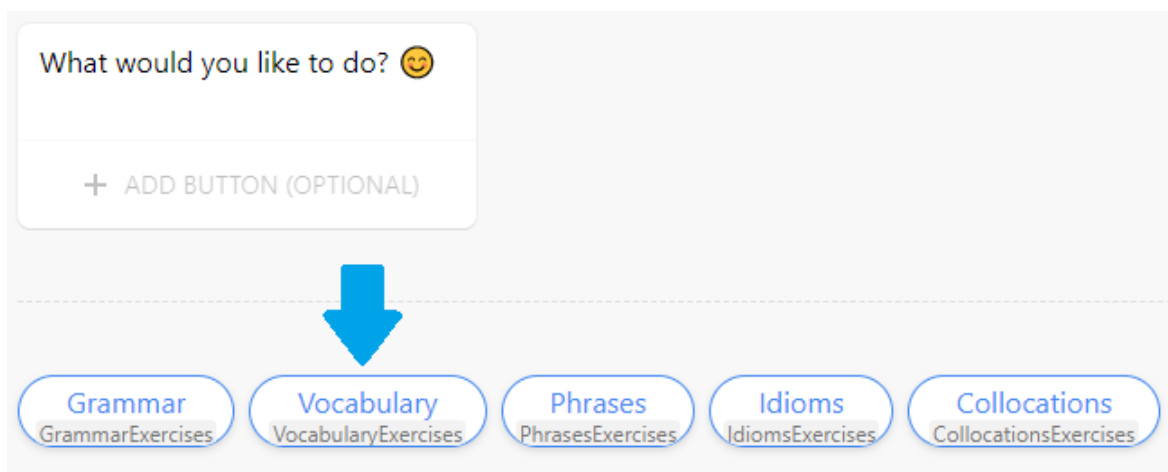 What would you like to do? 😊
+ ADD BUTTON (OPTIONAL)
Grammar Vocabulary Phrases Idioms Collocations
GrammarExercises VocabularyExercises PhrasesExercises IdiomsExercises CollocationsExercises